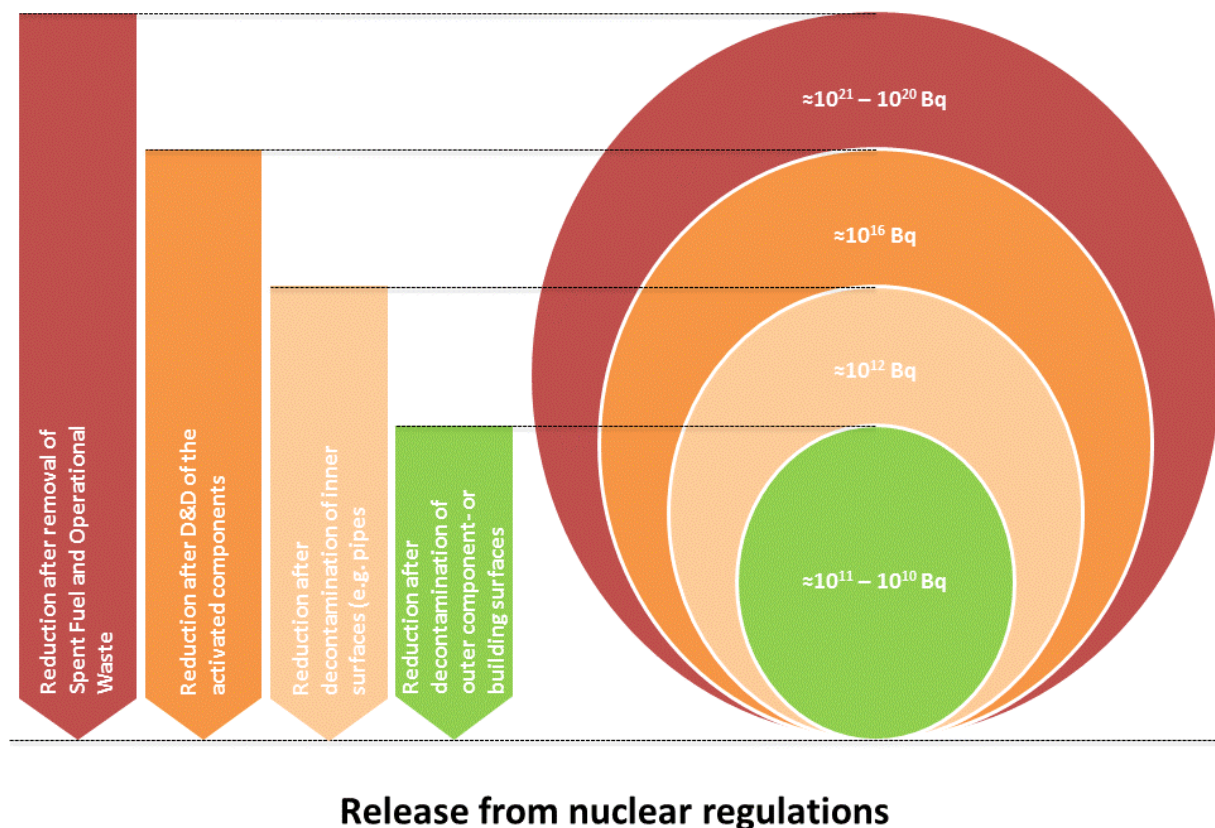 Reduction after removal of
Spent Fuel and Operational
Waste
Reduction after D&D of the
activated components
Reduction after
decontamination of inner
surfaces (e.g. pipes
Reduction after
decontamination of
outer component- or
building surfaces
≈10²¹ – 10²⁰ Bq
≈10¹⁶ Bq
≈10¹² Bq
≈10¹¹ – 10¹⁰ Bq
Release from nuclear regulations